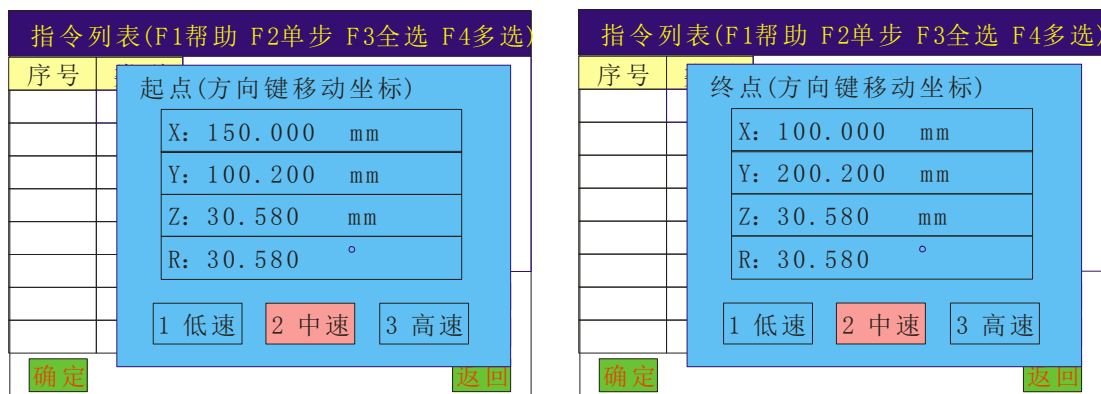 指令列表(F1帮助 F2单步 F3全选 F4多选)
序号
起点(方向键移动坐标)
X: 150.000 mm
Y: 100.200 mm
Z: 30.580 mm
R: 30.580 °
1 低速 2 中速 3 高速
确定 返回
指令列表(F1帮助 F2单步 F3全选 F4多选)
序号
终点(方向键移动坐标)
X: 100.000 mm
Y: 200.200 mm
Z: 30.580 mm
R: 30.580 °
1 低速 2 中速 3 高速
确定 返回